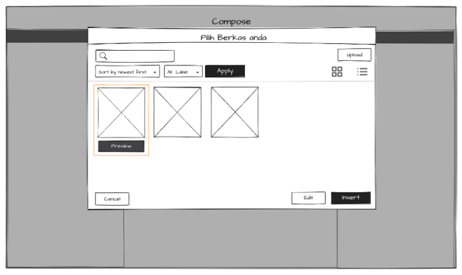 Compose
Pilih Berkas anda
Upload
Sort by newest first
All Label
Apply
Preview
Cancel
Edit
Insert